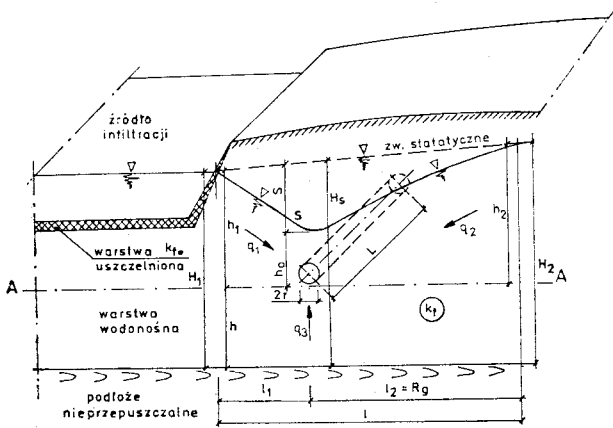 źródło
infiltracji
zw. statatyczne
S
Hs
s
h₁
q₁
h₀
L
q₂
h₂
H₂
warstwa kfe
uszczelniona
H₁
A
A
2r
kf
warstwa
wodonośna
q₃
h
podłoże
nieprzepuszczalne
l₁
l₂ = Rg
l